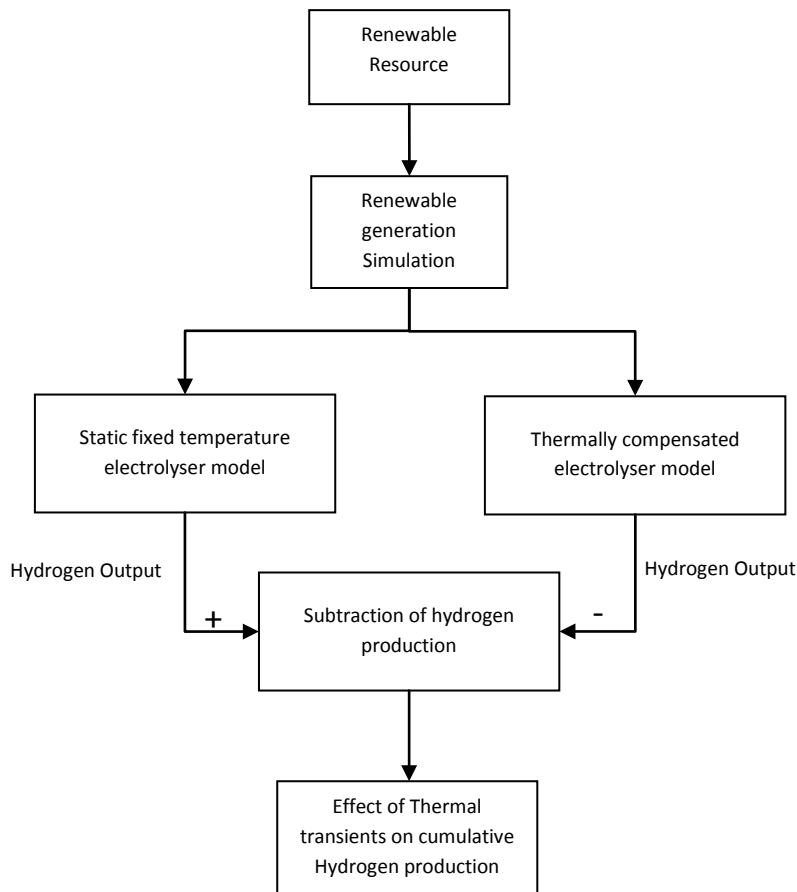 Renewable
Resource
Renewable
generation
Simulation
Static fixed temperature
electrolyser model
Thermally compensated
electrolyser model
Hydrogen Output
Hydrogen Output
+
-
Subtraction of hydrogen
production
Effect of Thermal
transients on cumulative
Hydrogen production